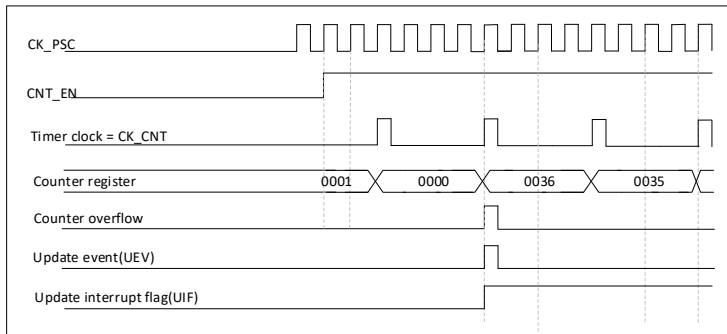 CK_PSC
CNT_EN
Timer clock = CK_CNT
Counter register 0001 0000 0036 0035
Counter overflow
Update event(UEV)
Update interrupt flag(UIF)